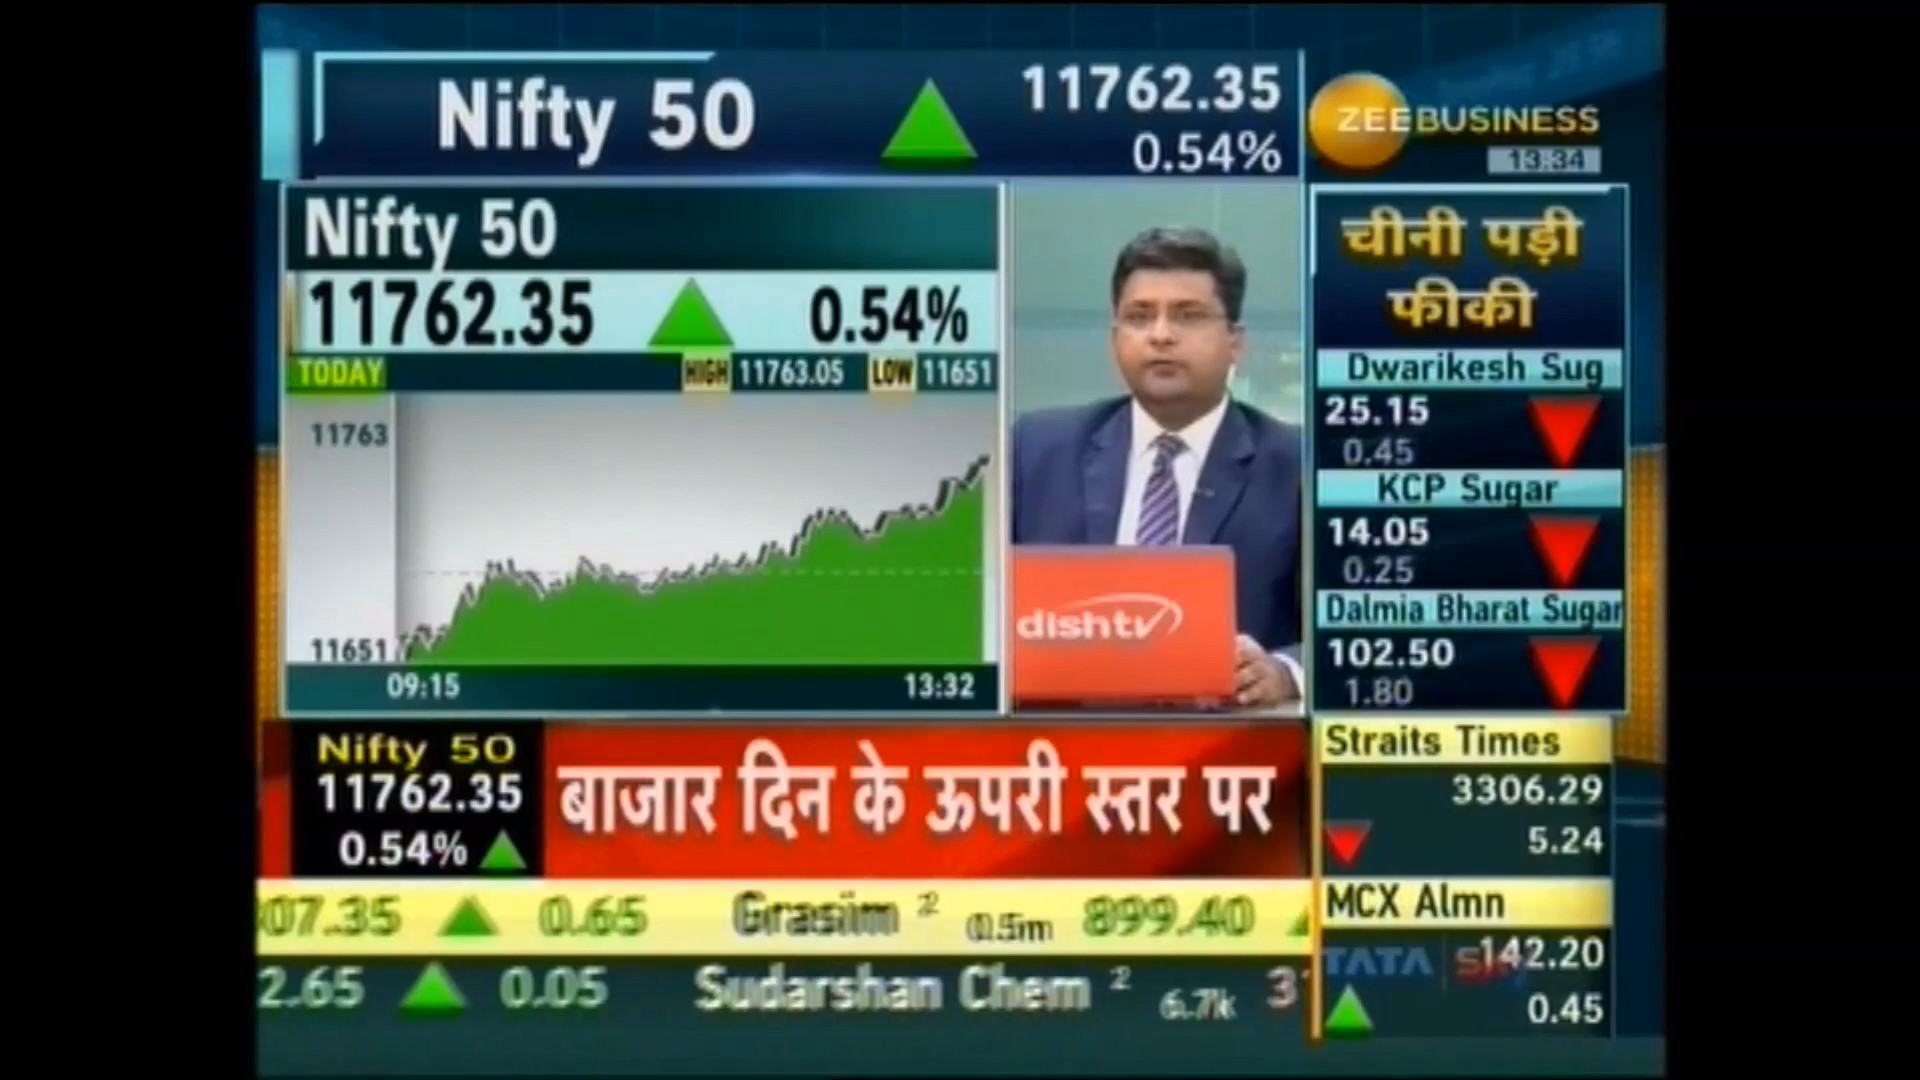 Nifty 50
11762.35
0.54%
ZEEBUSINESS
13:34
Nifty 50
11762.35 0.54%
TODAY HIGH 11763.05 LOW 11651
11763
11651
09:15 13:32
dishtv
चीनी पड़ी
फीकी
Dwarikesh Sug
25.15
0.45
KCP Sugar
14.05
0.25
Dalmia Bharat Sugar
102.50
1.80
Nifty 50
11762.35
0.54%
बाजार दिन के ऊपरी स्तर पर
Straits Times
3306.29
5.24
MCX Almn
142.20
0.45
TATA SKY
07.35 0.65 Grasim 2 0.5m 899.40
2.65 0.05 Sudarshan Chem 2 6.7k